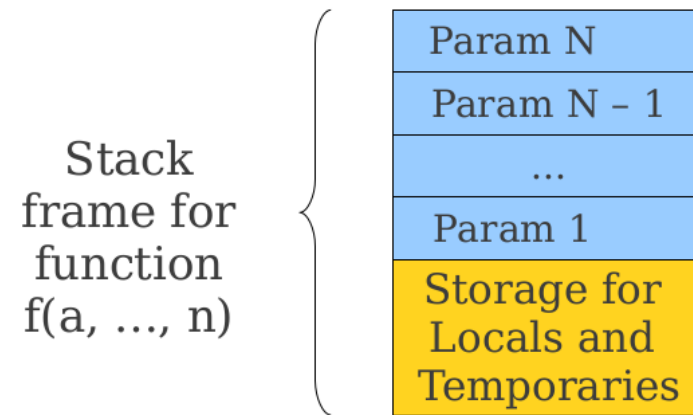 Stack
frame for
function
f(a, …, n)
Param N
Param N – 1
...
Param 1
Storage for
Locals and
Temporaries